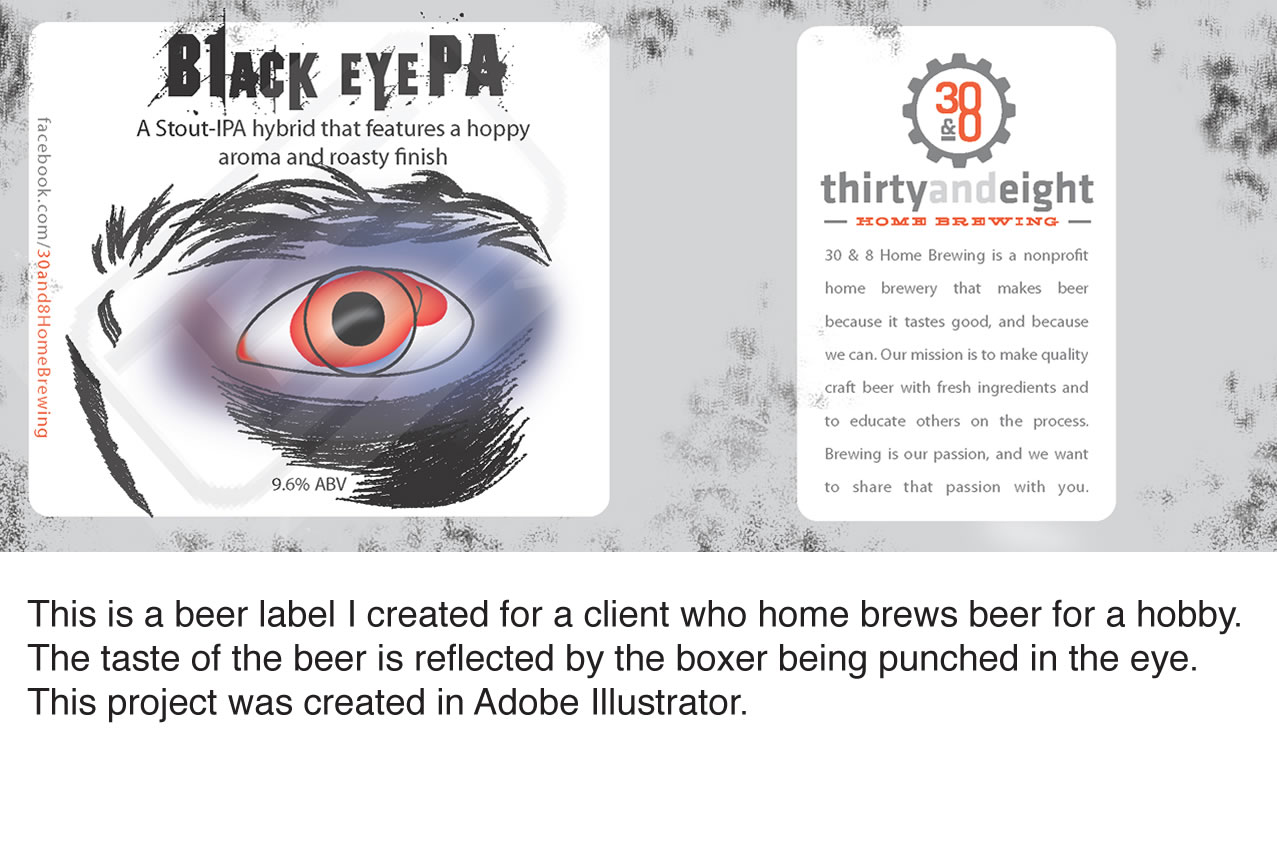 Black eyePA
A Stout-IPA hybrid that features a hoppy
aroma and roasty finish
facebook.com/30and8HomeBrewing
9.6% ABV
30
&
8
thirtyandeight
HOME BREWING
30 & 8 Home Brewing is a nonprofit
home brewery that makes beer
because it tastes good, and because
we can. Our mission is to make quality
craft beer with fresh ingredients and
to educate others on the process.
Brewing is our passion, and we want
to share that passion with you.
This is a beer label I created for a client who home brews beer for a hobby.
The taste of the beer is reflected by the boxer being punched in the eye.
This project was created in Adobe Illustrator.